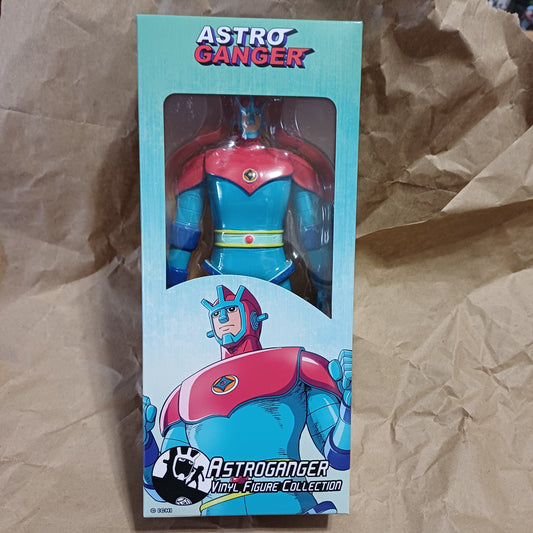 ASTRO
GANGER
ASTROGANGER
VINYL FIGURE COLLECTION
© ICHI